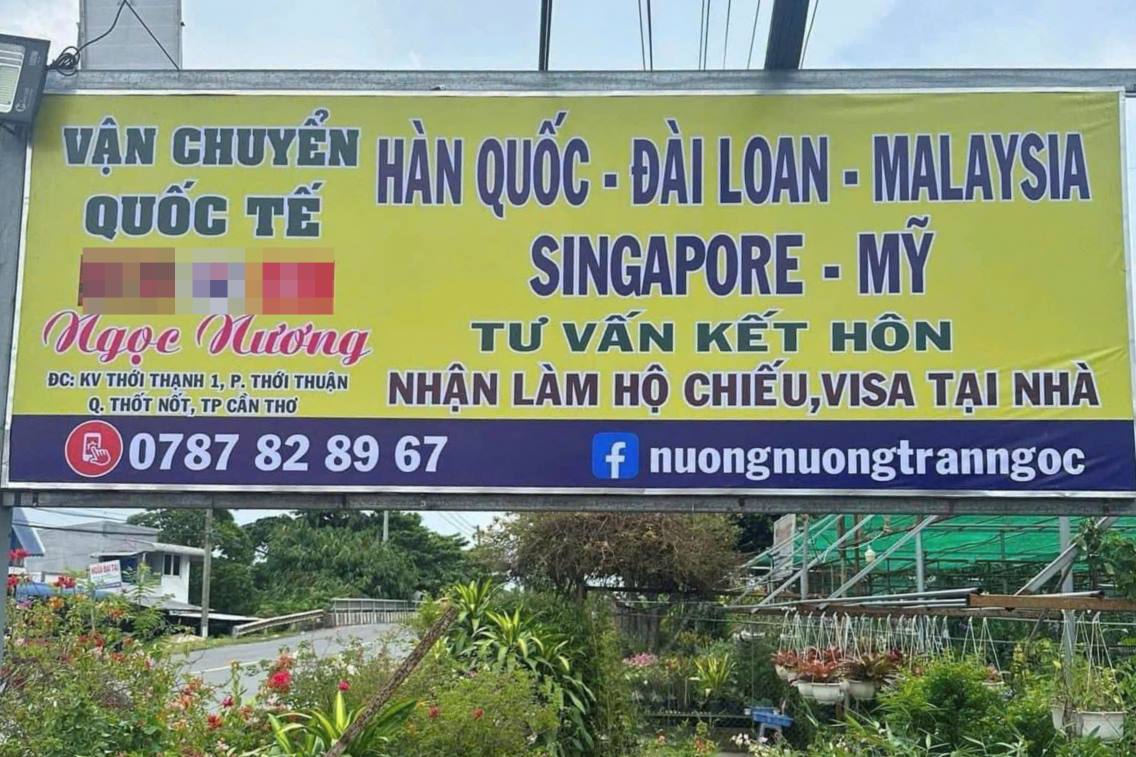 VẬN CHUYỂN
QUỐC TẾ
Ngọc Nương
ĐC: KV THỚI THẠNH 1, P. THỚI THUẬN
Q. THỐT NỐT, TP CẦN THƠ
HÀN QUỐC - ĐÀI LOAN - MALAYSIA
SINGAPORE - MỸ
TƯ VẤN KẾT HÔN
NHẬN LÀM HỘ CHIẾU,VISA TẠI NHÀ
0787 82 89 67
f nuongnuongtranngoc